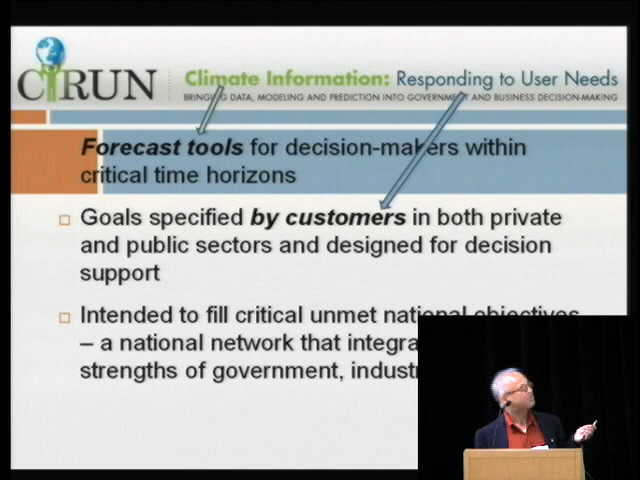 CIRUN
Climate Information: Responding to User Needs
BRINGING DATA, MODELING AND PREDICTION INTO GOVERNMENT AND BUSINESS DECISION-MAKING
Forecast tools for decision-makers within
critical time horizons
Goals specified by customers in both private
and public sectors and designed for decision
support
Intended to fill critical unmet national objectives
– a national network that
strengths of government,